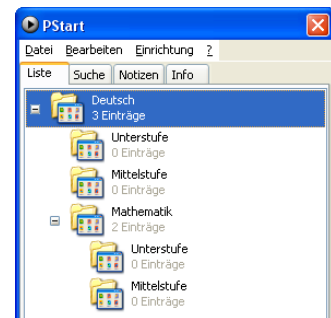 PStart
Datei Bearbeiten Einrichtung ?
Liste Suche Notizen Info
Deutsch
3 Einträge
Unterstufe
0 Einträge
Mittelstufe
0 Einträge
Mathematik
2 Einträge
Unterstufe
0 Einträge
Mittelstufe
0 Einträge